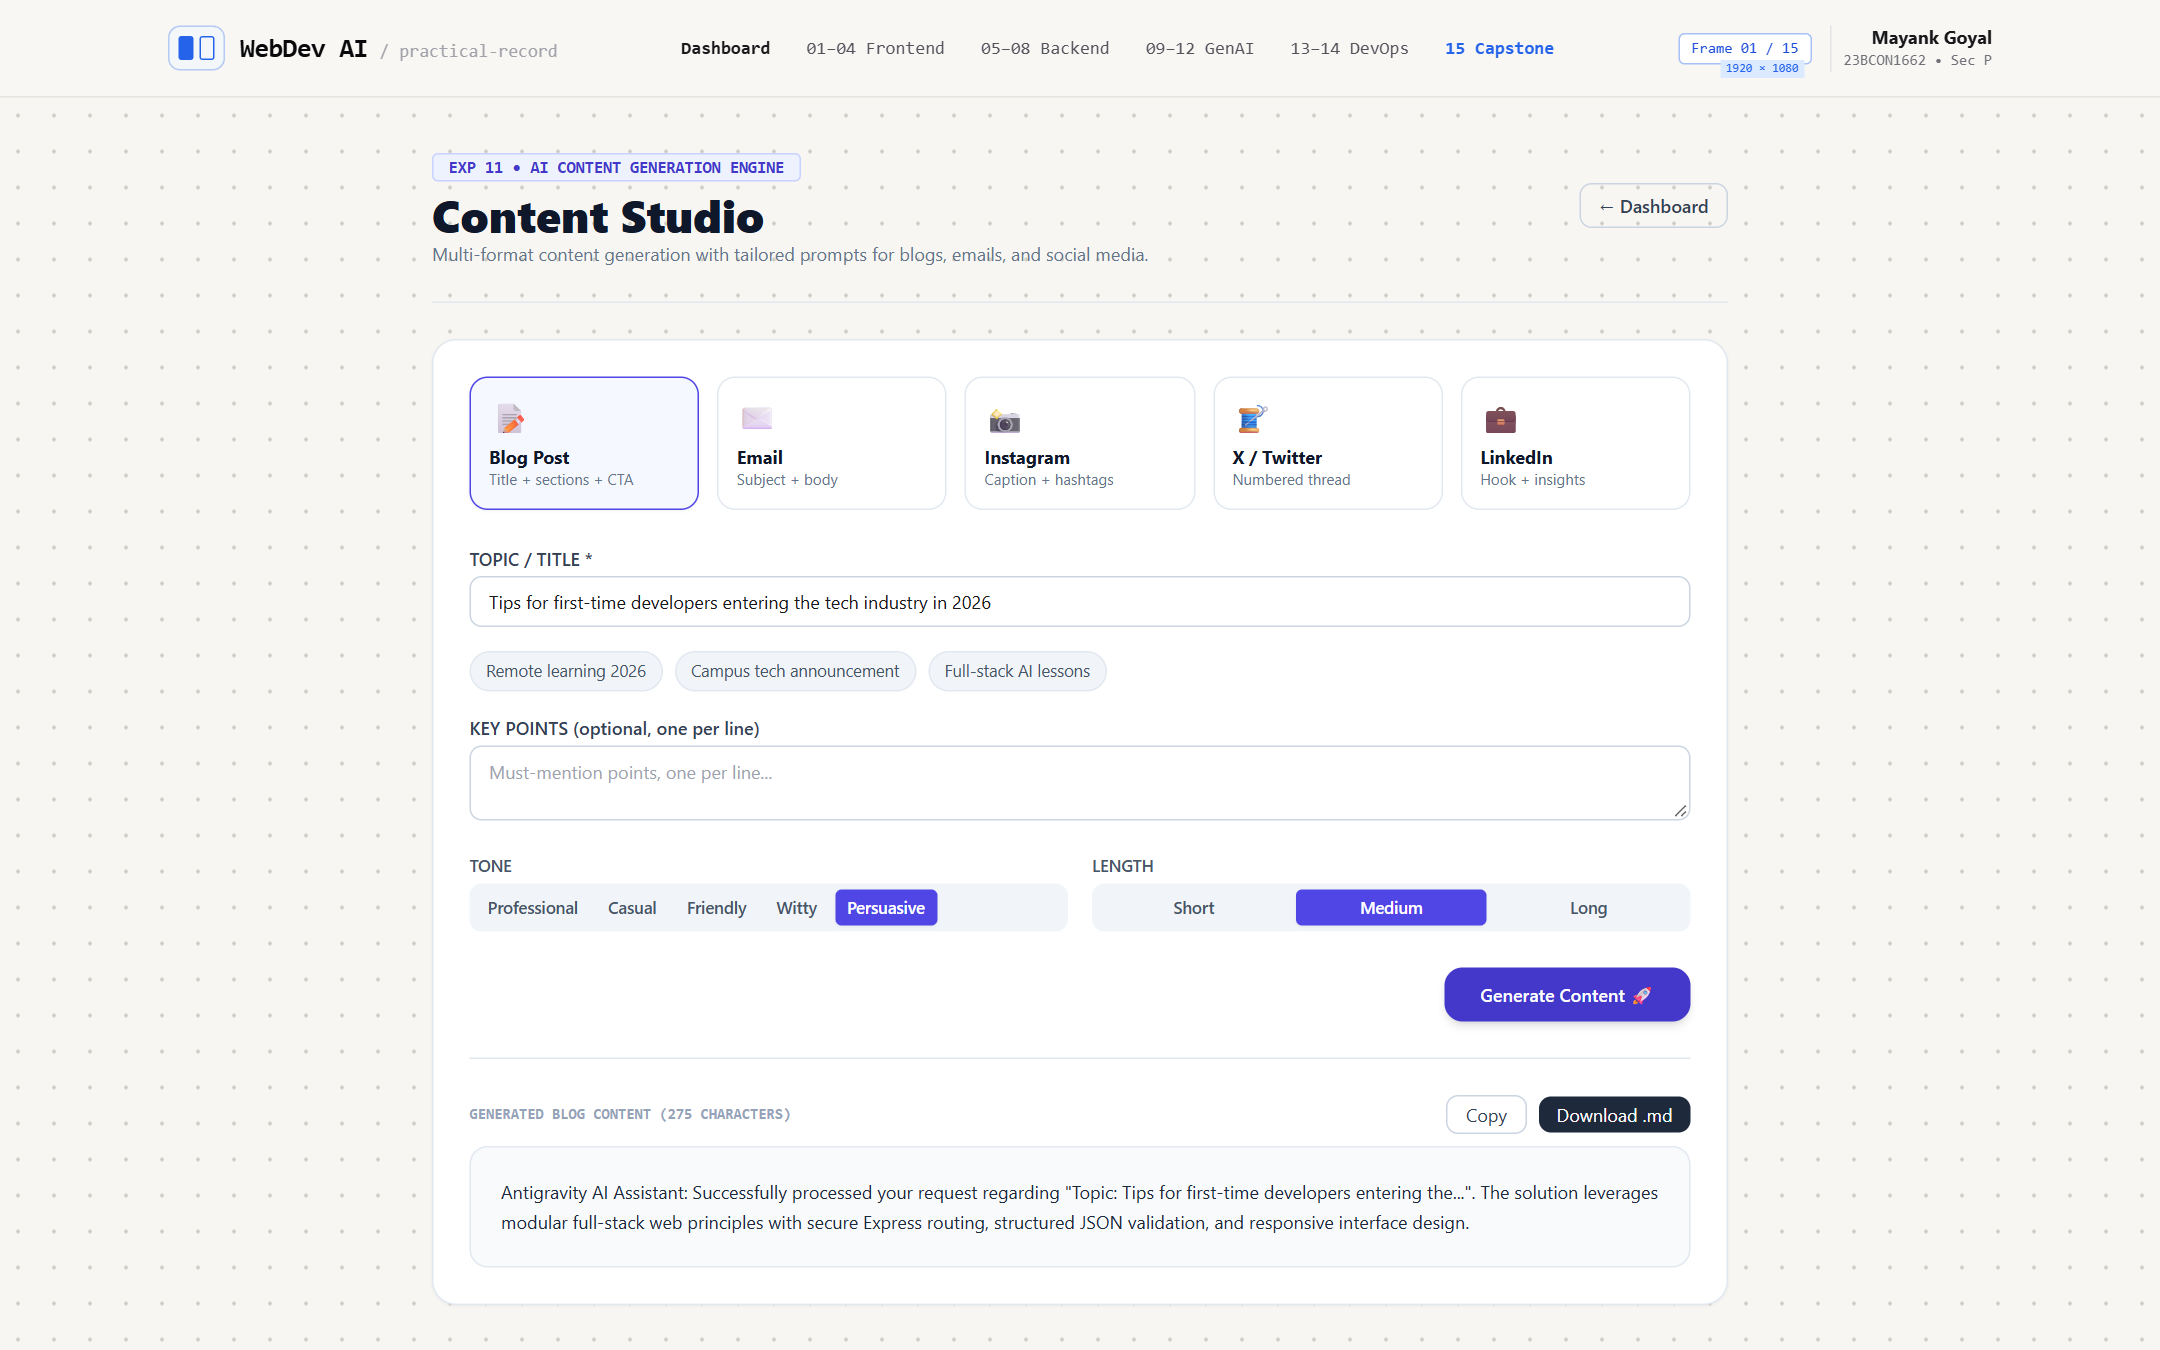 WebDev AI / practical-record
Dashboard 01–04 Frontend 05–08 Backend 09–12 GenAI 13–14 DevOps 15 Capstone
Frame 01 / 15
1920 × 1080
Mayank Goyal
23BCON1662 • Sec P
EXP 11 • AI CONTENT GENERATION ENGINE
Content Studio
Multi-format content generation with tailored prompts for blogs, emails, and social media.
← Dashboard
Blog Post
Title + sections + CTA
Email
Subject + body
Instagram
Caption + hashtags
X / Twitter
Numbered thread
LinkedIn
Hook + insights
TOPIC / TITLE *
Tips for first-time developers entering the tech industry in 2026
Remote learning 2026 Campus tech announcement Full-stack AI lessons
KEY POINTS (optional, one per line)
Must-mention points, one per line...
TONE
Professional Casual Friendly Witty Persuasive
LENGTH
Short Medium Long
Generate Content 🚀
GENERATED BLOG CONTENT (275 CHARACTERS)
Copy Download .md
Antigravity AI Assistant: Successfully processed your request regarding "Topic: Tips for first-time developers entering the...". The solution leverages
modular full-stack web principles with secure Express routing, structured JSON validation, and responsive interface design.